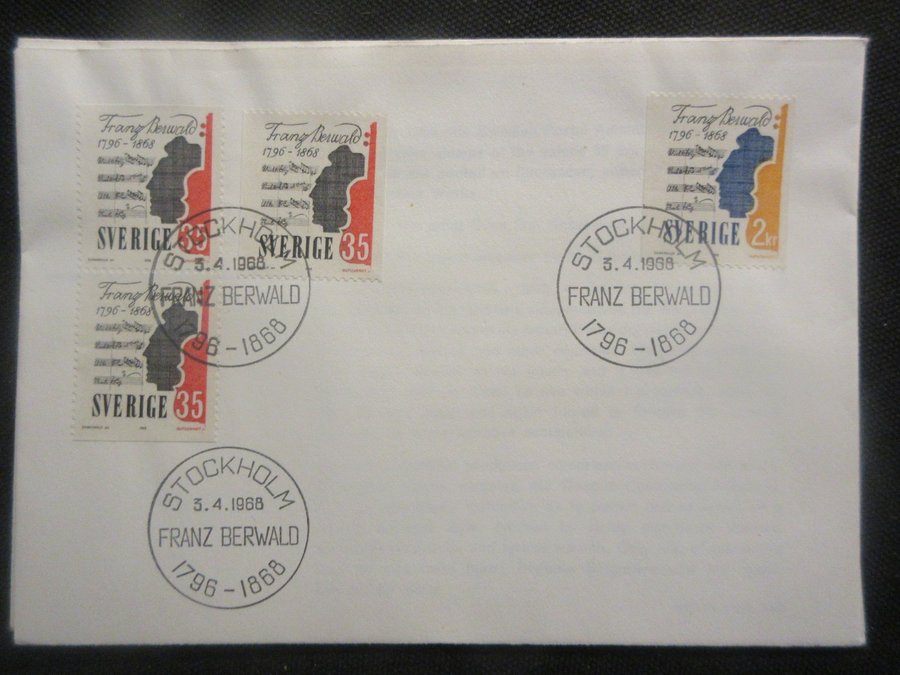 Franz Berwald
1796-1868
SVERIGE 35
Franz Berwald
1796-1868
SVERIGE 35
Franz Berwald
1796-1868
SVERIGE 35
STOCKHOLM
3.4.1968
FRANZ BERWALD
1796-1868
STOCKHOLM
3.4.1968
FRANZ BERWALD
1796-1868
Franz Berwald
1796-1868
SVERIGE 2kr
STOCKHOLM
3.4.1968
FRANZ BERWALD
1796-1868